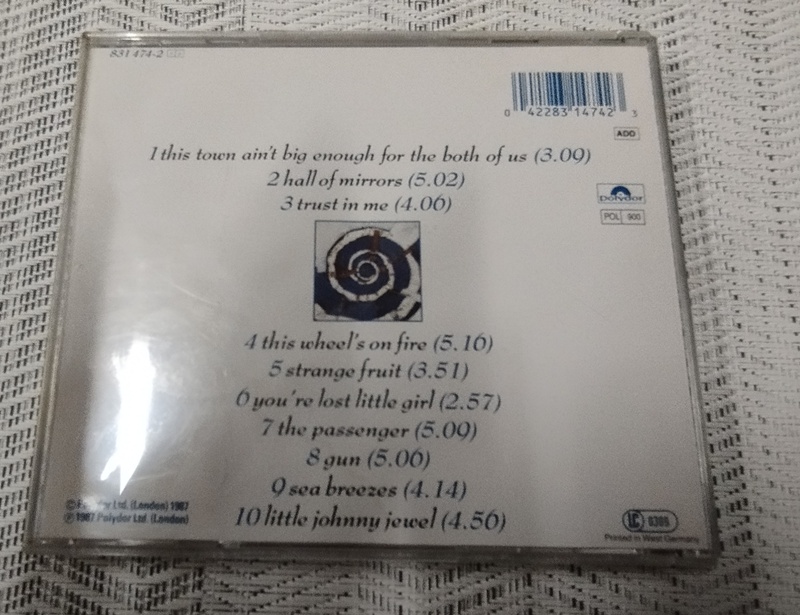 831 474-2
0 42283 14742 3
ADD
1 this town ain't big enough for the both of us (3.09)
2 hall of mirrors (5.02)
3 trust in me (4.06)
polydor
POL 900
4 this wheel's on fire (5.16)
5 strange fruit (3.51)
6 you're lost little girl (2.57)
7 the passenger (5.09)
8 gun (5.06)
9 sea breezes (4.14)
10 little johnny jewel (4.56)
© Polydor Ltd. (London) 1987
℗ 1987 Polydor Ltd. (London)
LC 0309
Printed in West Germany